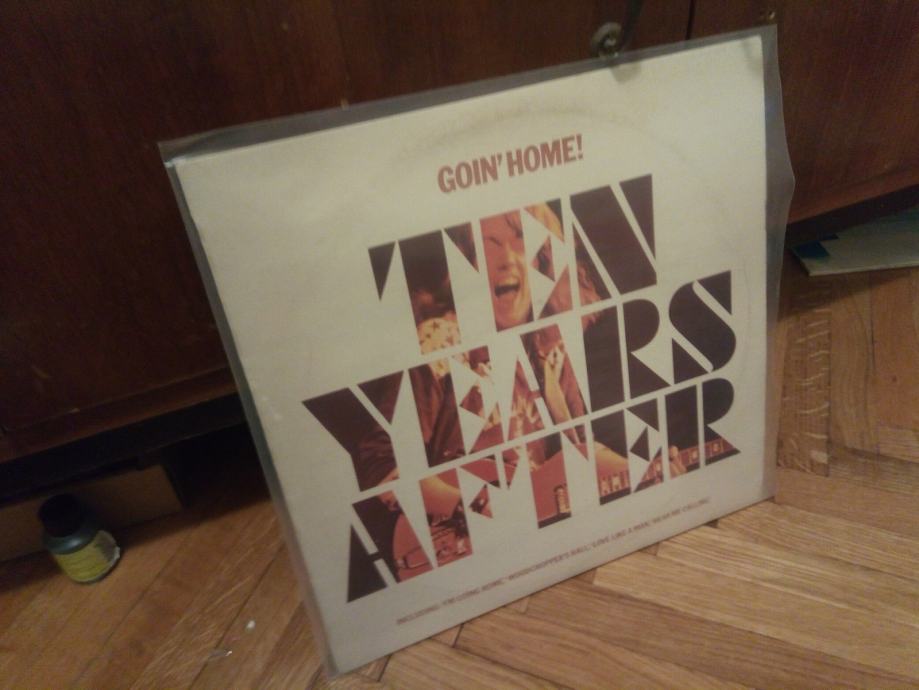 GOIN' HOME!
TEN
YEARS
AFTER
INCLUDING: 'I'M GOING HOME,' 'WOODCHOPPER'S BALL,' 'LOVE LIKE A MAN,' 'HEAR ME CALLING'